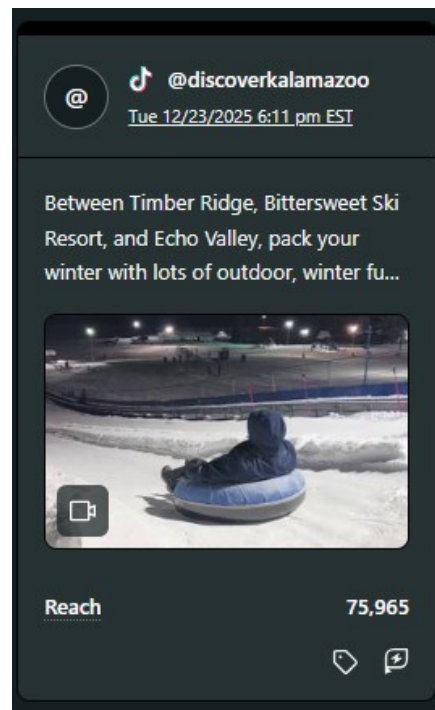 @
@discoverkalamazoo
Tue 12/23/2025 6:11 pm EST
Between Timber Ridge, Bittersweet Ski
Resort, and Echo Valley, pack your
winter with lots of outdoor, winter fu...
Reach 75,965